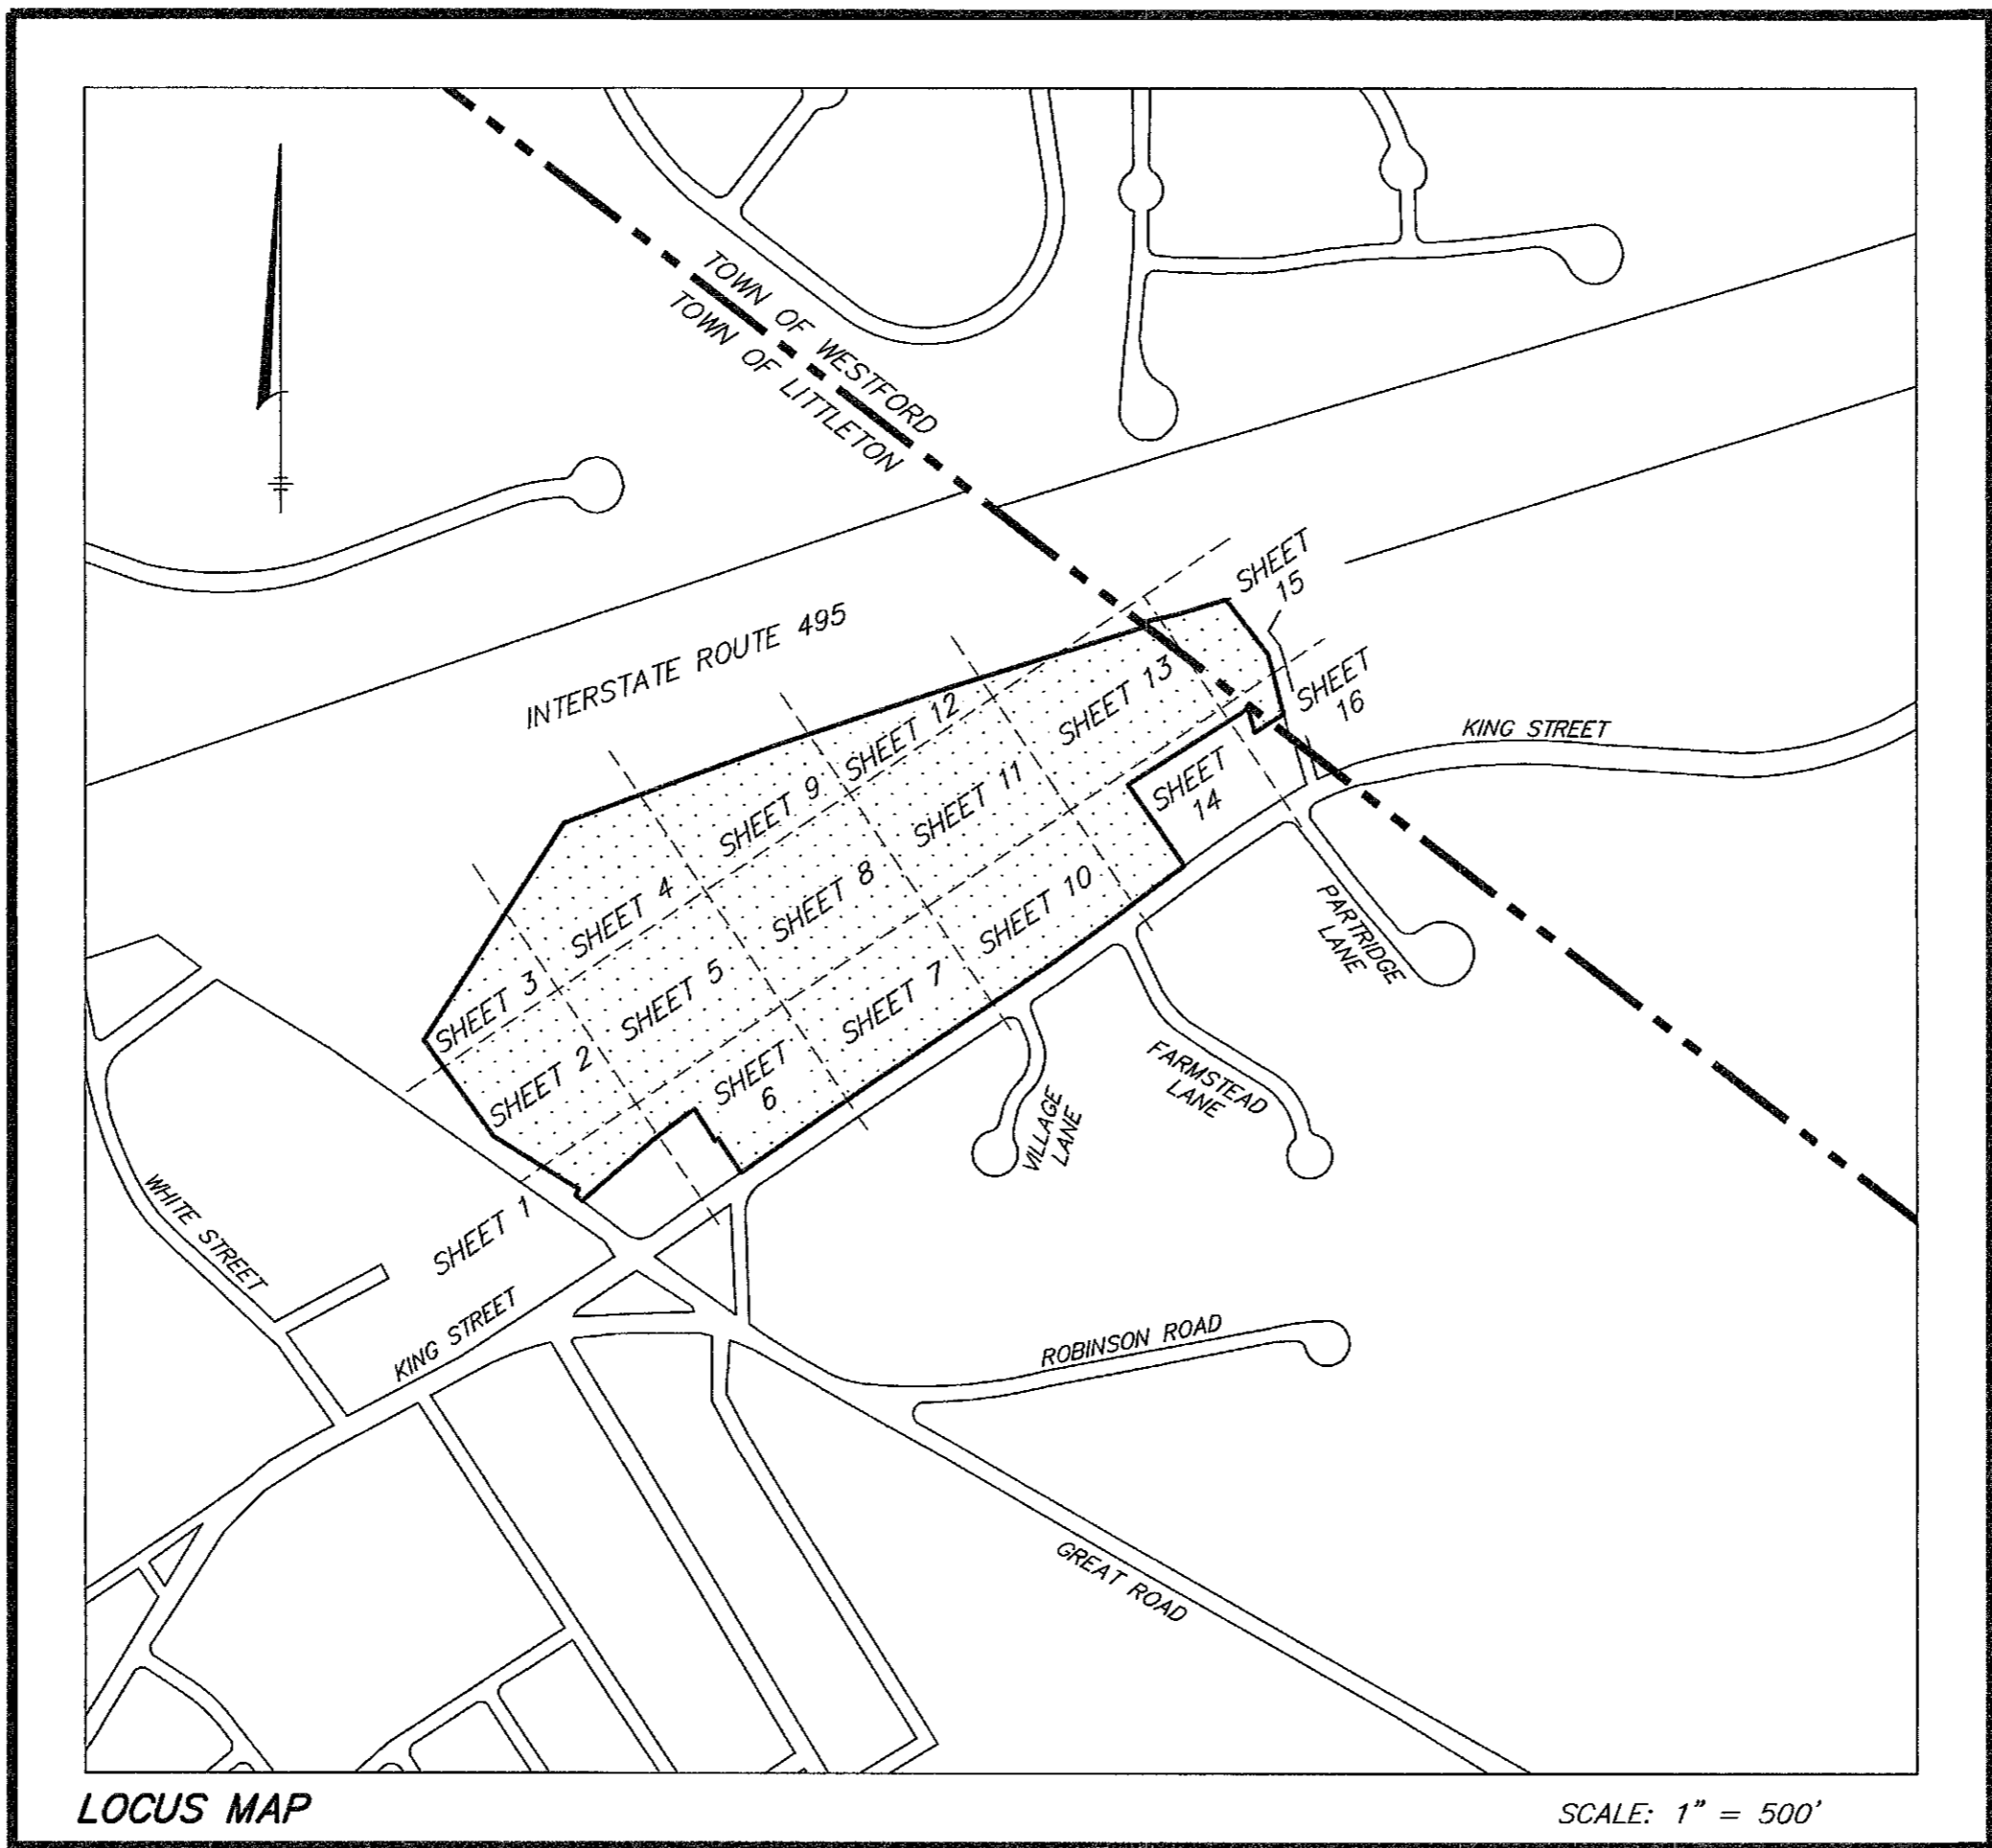 TOWN OF WESTFORD
TOWN OF LITTLETON
INTERSTATE ROUTE 495
SHEET
15
SHEET
16
KING STREET
SHEET 13
SHEET 12
SHEET
14
SHEET 9
SHEET 11
SHEET 4
SHEET 8
SHEET 10
PARTRIDGE
LANE
SHEET 3
SHEET 5
SHEET 7
SHEET 2
SHEET
6
FARMSTEAD
LANE
VILLAGE
LANE
WHITE STREET
SHEET 1
KING STREET
ROBINSON ROAD
GREAT ROAD
LOCUS MAP
SCALE: 1" = 500'